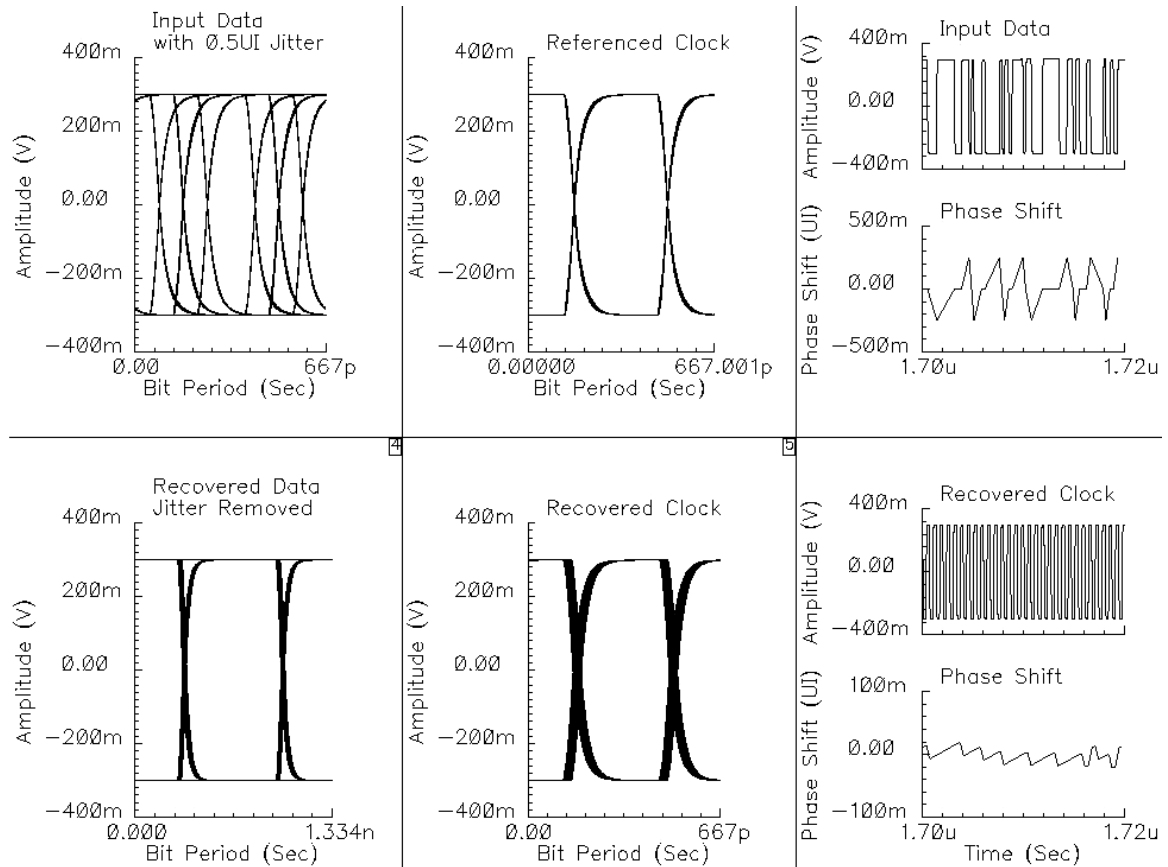 Input Data
with 0.5UI Jitter
400m
200m
0.00
−200m
−400m
Amplitude (V)
0.00
667p
Bit Period (Sec)
Referenced Clock
400m
200m
0.00
−200m
−400m
Amplitude (V)
0.00000
667.001p
Bit Period (Sec)
Input Data
400m
0.00
−400m
Amplitude (V)
Phase Shift
500m
0.00
−500m
Phase Shift (UI)
1.70u
1.72u
4
5
Recovered Data
Jitter Removed
400m
200m
0.00
−200m
−400m
Amplitude (V)
0.000
1.334n
Bit Period (Sec)
Recovered Clock
400m
200m
0.00
−200m
−400m
Amplitude (V)
0.00
667p
Bit Period (Sec)
Recovered Clock
400m
0.00
−400m
Amplitude (V)
Phase Shift
100m
0.00
−100m
Phase Shift (UI)
1.70u
1.72u
Time (Sec)